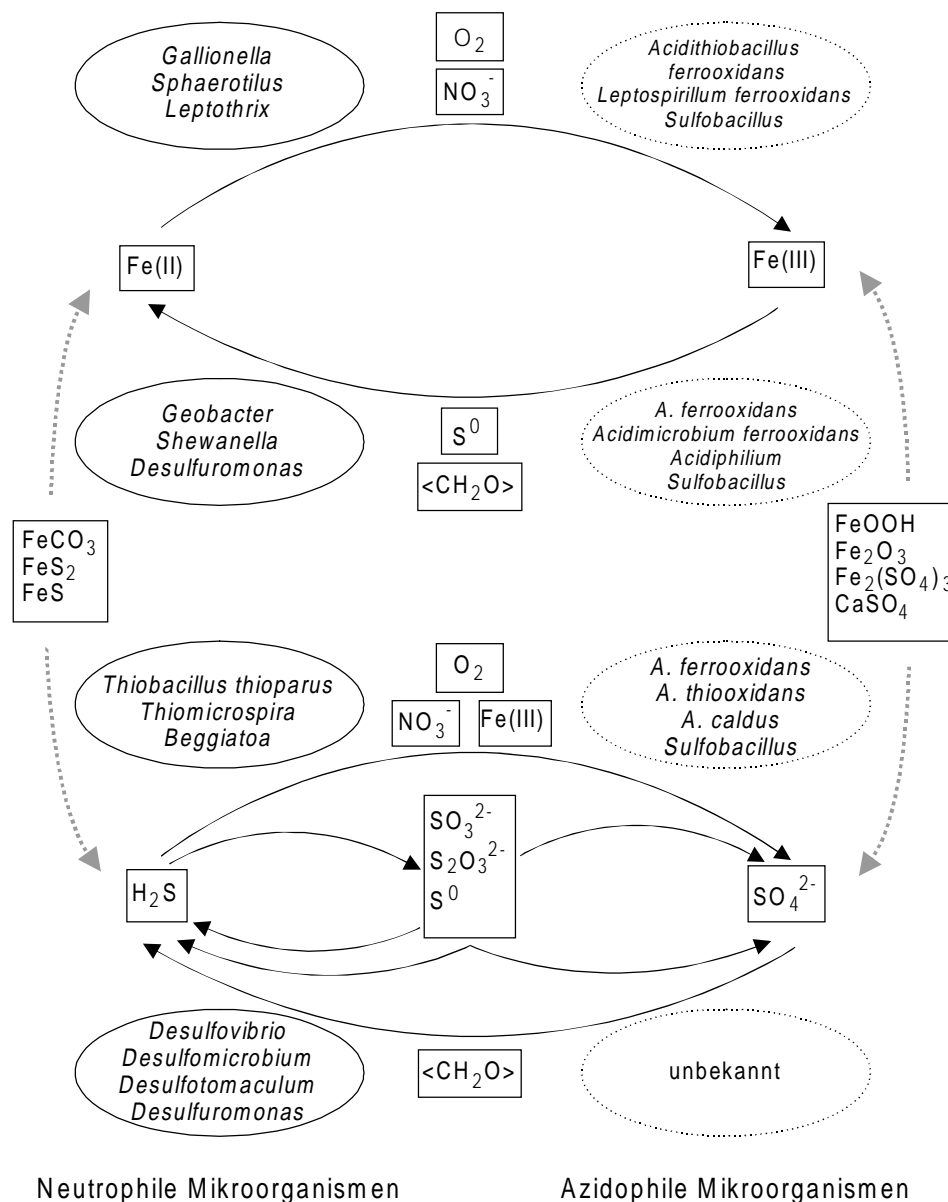 Gallionella
Sphaerotilus
Leptothrix
O₂
NO₃⁻
Acidithiobacillus
ferrooxidans
Leptospirillum ferrooxidans
Sulfobacillus
Fe(II)
Fe(III)
Geobacter
Shewanella
Desulfuromonas
S⁰
<CH₂O>
A. ferrooxidans
Acidimicrobium ferrooxidans
Acidiphilium
Sulfobacillus
FeCO₃
FeS₂
FeS
FeOOH
Fe₂O₃
Fe₂(SO₄)₃
CaSO₄
Thiobacillus thioparus
Thiomicrospira
Beggiatoa
O₂
NO₃⁻
Fe(III)
A. ferrooxidans
A. thiooxidans
A. caldus
Sulfobacillus
H₂S
SO₃²⁻
S₂O₃²⁻
S⁰
SO₄²⁻
Desulfovibrio
Desulfomicrobium
Desulfotomaculum
Desulfuromonas
<CH₂O>
unbekannt
Neutrophile Mikroorganismen
Azidophile Mikroorganismen